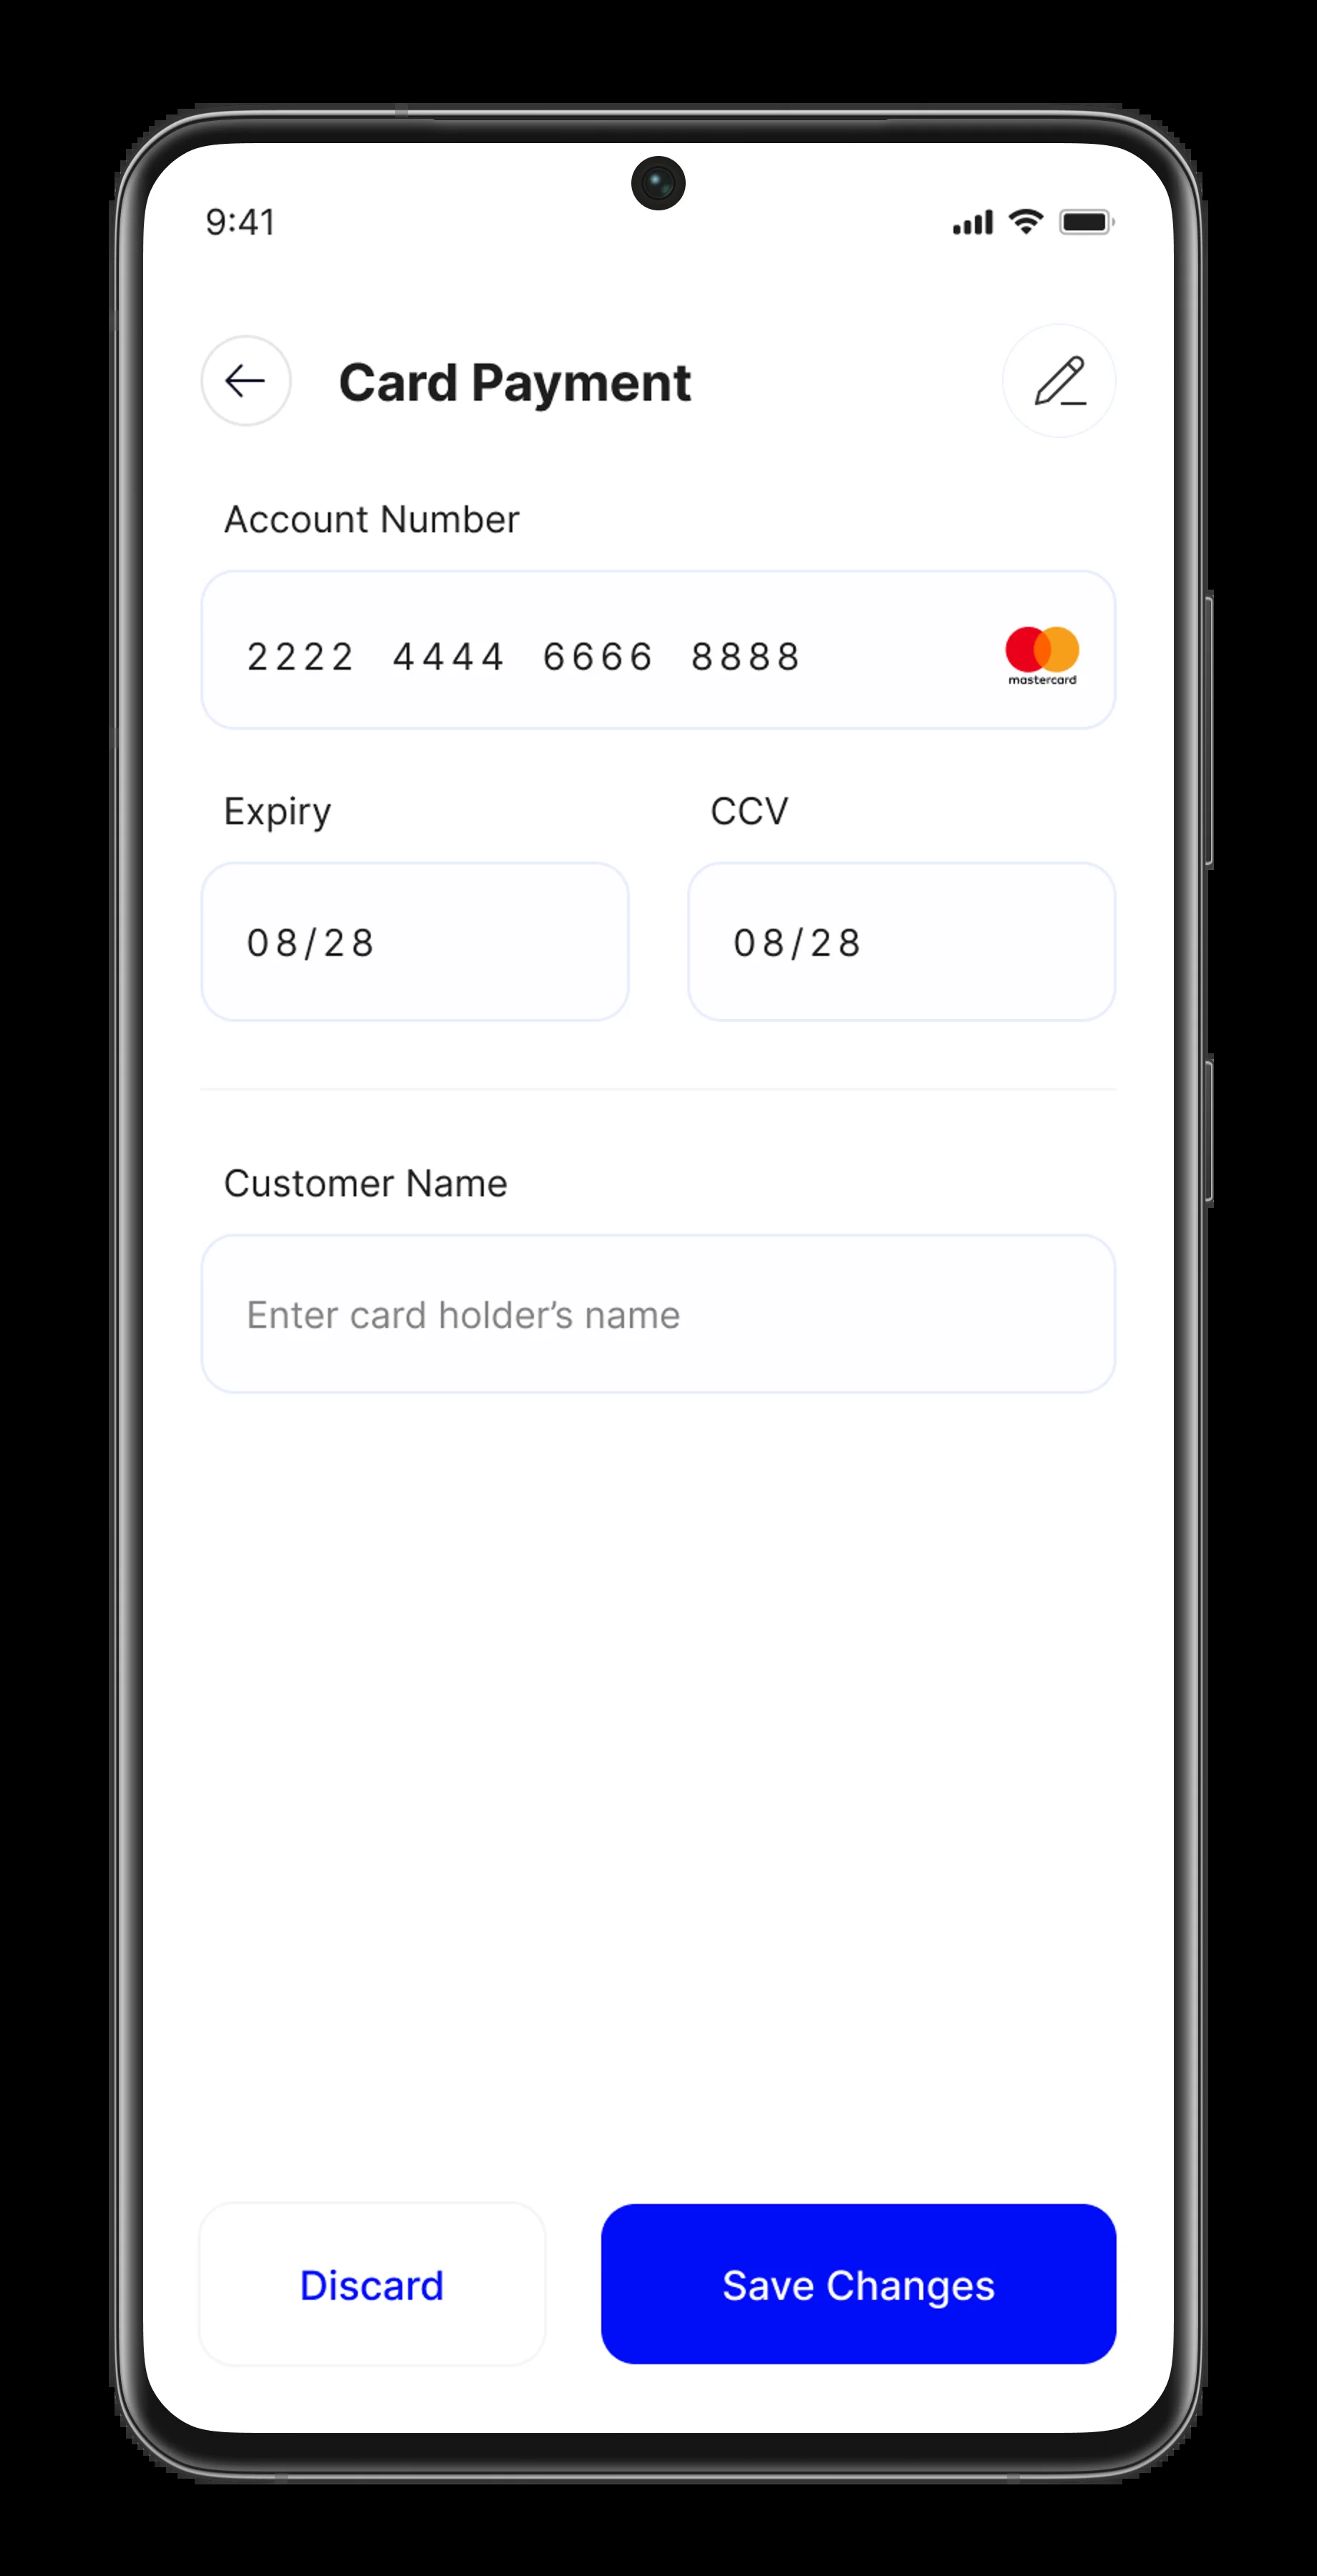 9:41
Card Payment
Account Number
2222 4444 6666 8888
mastercard
Expiry CCV
08/28 08/28
Customer Name
Enter card holder’s name
Discard Save Changes